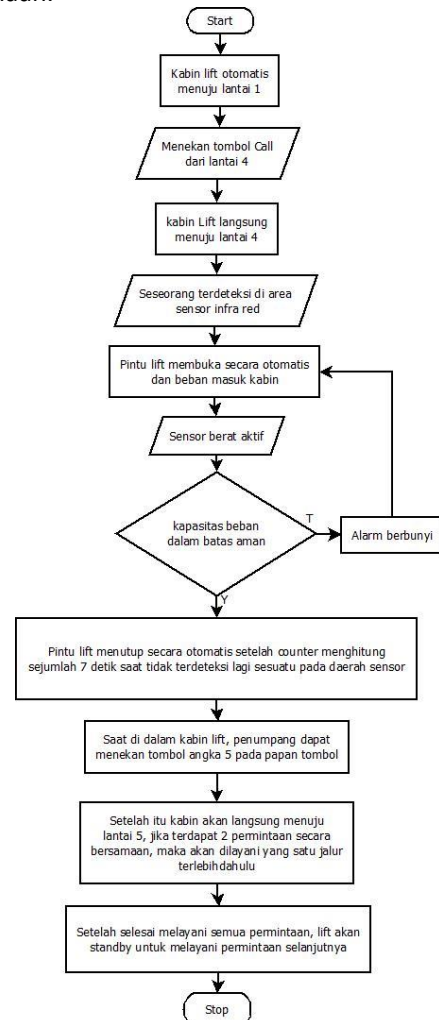 Start
Kabin lift otomatis
menuju lantai 1
Menekan tombol Call
dari lantai 4
kabin Lift langsung
menuju lantai 4
Seseorang terdeteksi di area
sensor infra red
Pintu lift membuka secara otomatis
dan beban masuk kabin
Sensor berat aktif
kapasitas beban
dalam batas aman
T
Alarm berbunyi
Y
Pintu lift menutup secara otomatis setelah counter menghitung
sejumlah 7 detik saat tidak terdeteksi lagi sesuatu pada daerah sensor
Saat di dalam kabin lift, penumpang dapat
menekan tombol angka 5 pada papan tombol
Setelah itu kabin akan langsung menuju
lantai 5, jika terdapat 2 permintaan secara
bersamaan, maka akan dilayani yang satu jalur
terlebihdahulu
Setelah selesai melayani semua permintaan, lift akan
standby untuk melayani permintaan selanjutnya
Stop